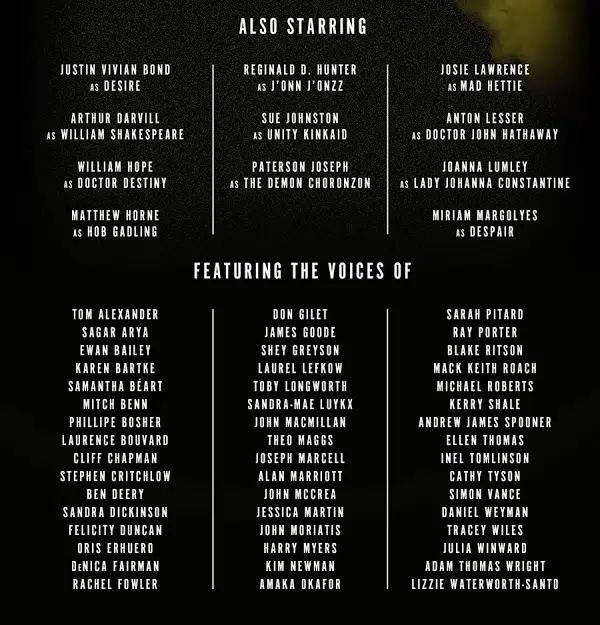 ALSO STARRING
JUSTIN VIVIAN BOND
AS DESIRE
ARTHUR DARVILL
AS WILLIAM SHAKESPEARE
WILLIAM HOPE
AS DOCTOR DESTINY
MATTHEW HORNE
AS HOB GADLING
REGINALD D. HUNTER
AS J'ONN J'ONZZ
SUE JOHNSTON
AS UNITY KINKAID
PATERSON JOSEPH
AS THE DEMON CHORONZON
JOSIE LAWRENCE
AS MAD HETTIE
ANTON LESSER
AS DOCTOR JOHN HATHAWAY
JOANNA LUMLEY
AS LADY JOHANNA CONSTANTINE
MIRIAM MARGOLYES
AS DESPAIR
FEATURING THE VOICES OF
TOM ALEXANDER
SAGAR ARYA
EWAN BAILEY
KAREN BARTKE
SAMANTHA BÉART
MITCH BENN
PHILLIPE BOSHER
LAURENCE BOUVARD
CLIFF CHAPMAN
STEPHEN CRITCHLOW
BEN DEERY
SANDRA DICKINSON
FELICITY DUNCAN
ORIS ERHUERO
DeNICA FAIRMAN
RACHEL FOWLER
DON GILET
JAMES GOODE
SHEY GREYSON
LAUREL LEFKOW
TOBY LONGWORTH
SANDRA-MAE LUYKX
JOHN MACMILLAN
THEO MAGGS
JOSEPH MARCELL
ALAN MARRIOTT
JOHN MCCREA
JESSICA MARTIN
JOHN MORIATIS
HARRY MYERS
KIM NEWMAN
AMAKA OKAFOR
SARAH PITARD
RAY PORTER
BLAKE RITSON
MACK KEITH ROACH
MICHAEL ROBERTS
KERRY SHALE
ANDREW JAMES SPOONER
ELLEN THOMAS
INEL TOMLINSON
CATHY TYSON
SIMON VANCE
DANIEL WEYMAN
TRACEY WILES
JULIA WINWARD
ADAM THOMAS WRIGHT
LIZZIE WATERWORTH-SANTO